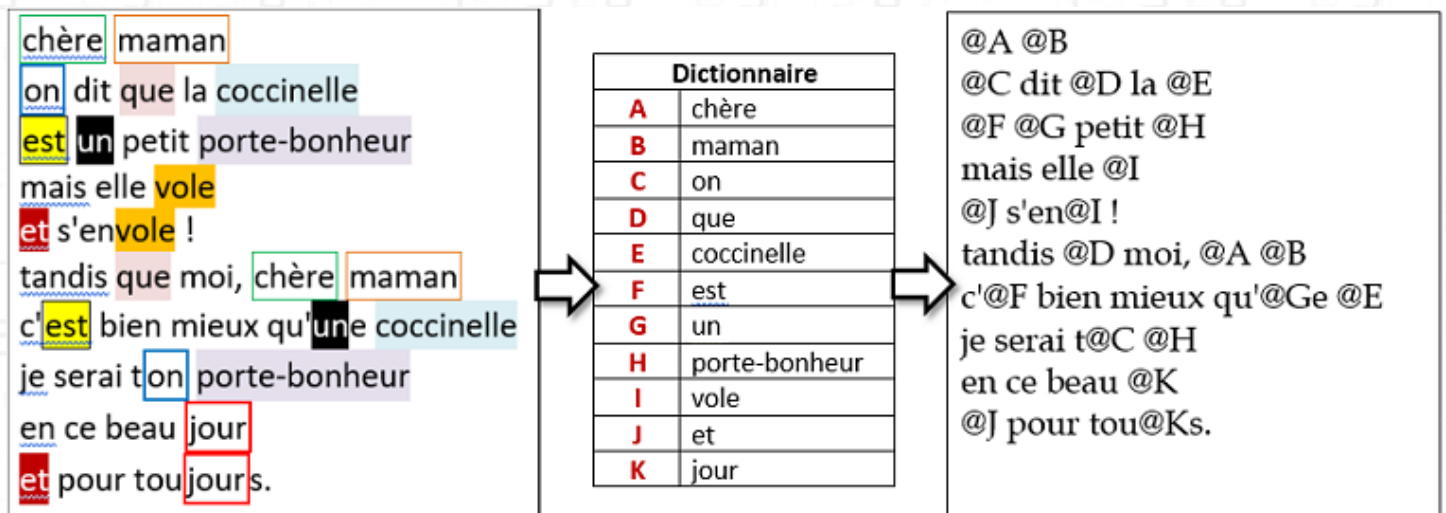 chère maman
on dit que la coccinelle
est un petit porte-bonheur
mais elle vole
et s'envole !
tandis que moi, chère maman
c'est bien mieux qu'une coccinelle
je serai ton porte-bonheur
en ce beau jour
et pour toujours.
Dictionnaire
A chère
B maman
C on
D que
E coccinelle
F est
G un
H porte-bonheur
I vole
J et
K jour
@A @B
@C dit @D la @E
@F @G petit @H
mais elle @I
@J s'en@I !
tandis @D moi, @A @B
c'@F bien mieux qu'@Ge @E
je serai t@C @H
en ce beau @K
@J pour tou@Ks.